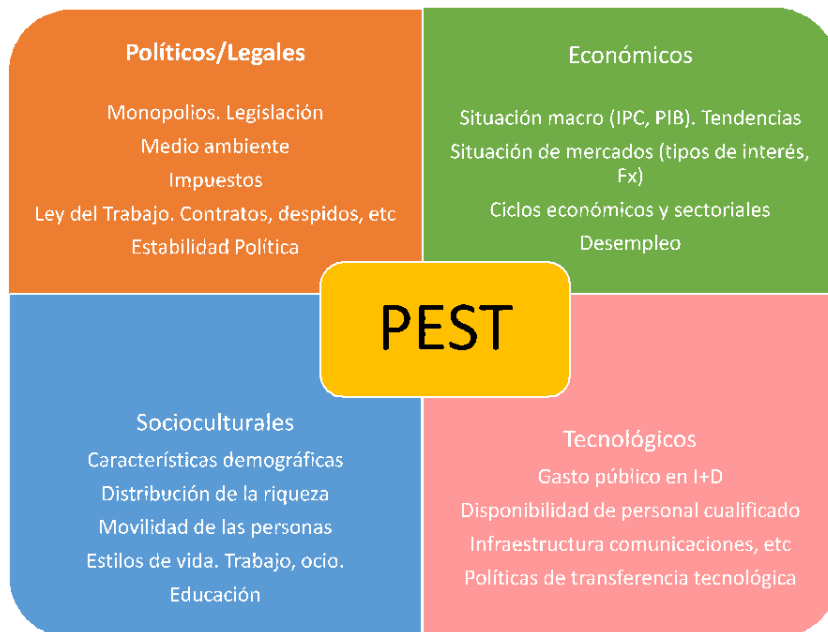 Políticos/Legales
Monopolios. Legislación
Medio ambiente
Impuestos
Ley del Trabajo. Contratos, despidos, etc
Estabilidad Política
Económicos
Situación macro (IPC, PIB). Tendencias
Situación de mercados (tipos de interés,
Fx)
Ciclos económicos y sectoriales
Desempleo
PEST
Socioculturales
Características demográficas
Distribución de la riqueza
Movilidad de las personas
Estilos de vida. Trabajo, ocio.
Educación
Tecnológicos
Gasto público en I+D
Disponibilidad de personal cualificado
Infraestructura comunicaciones, etc
Políticas de transferencia tecnológica